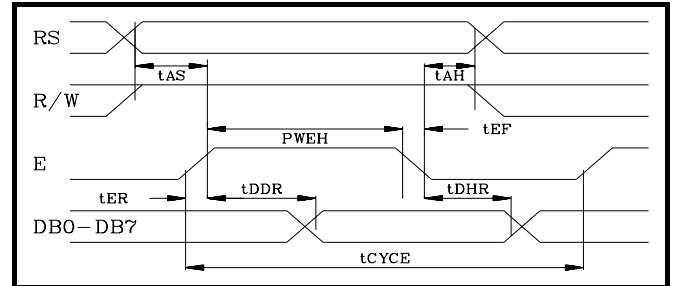 RS
tAS
tAH
R/W
tEF
PWEH
E
tER
tDDR
tDHR
DB0-DB7
tCYCE